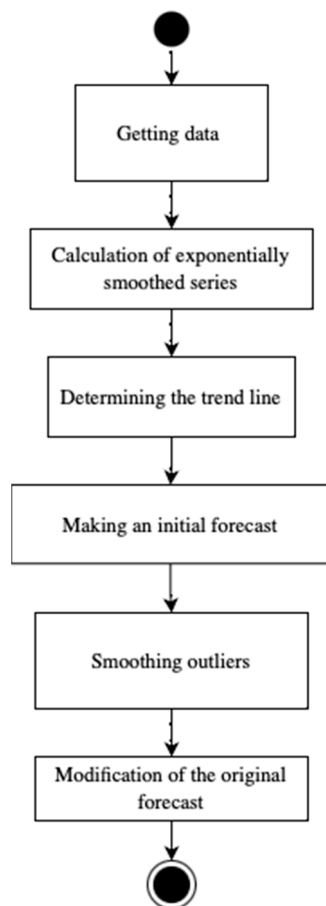 Getting data
Calculation of exponentially
smoothed series
Determining the trend line
Making an initial forecast
Smoothing outliers
Modification of the original
forecast